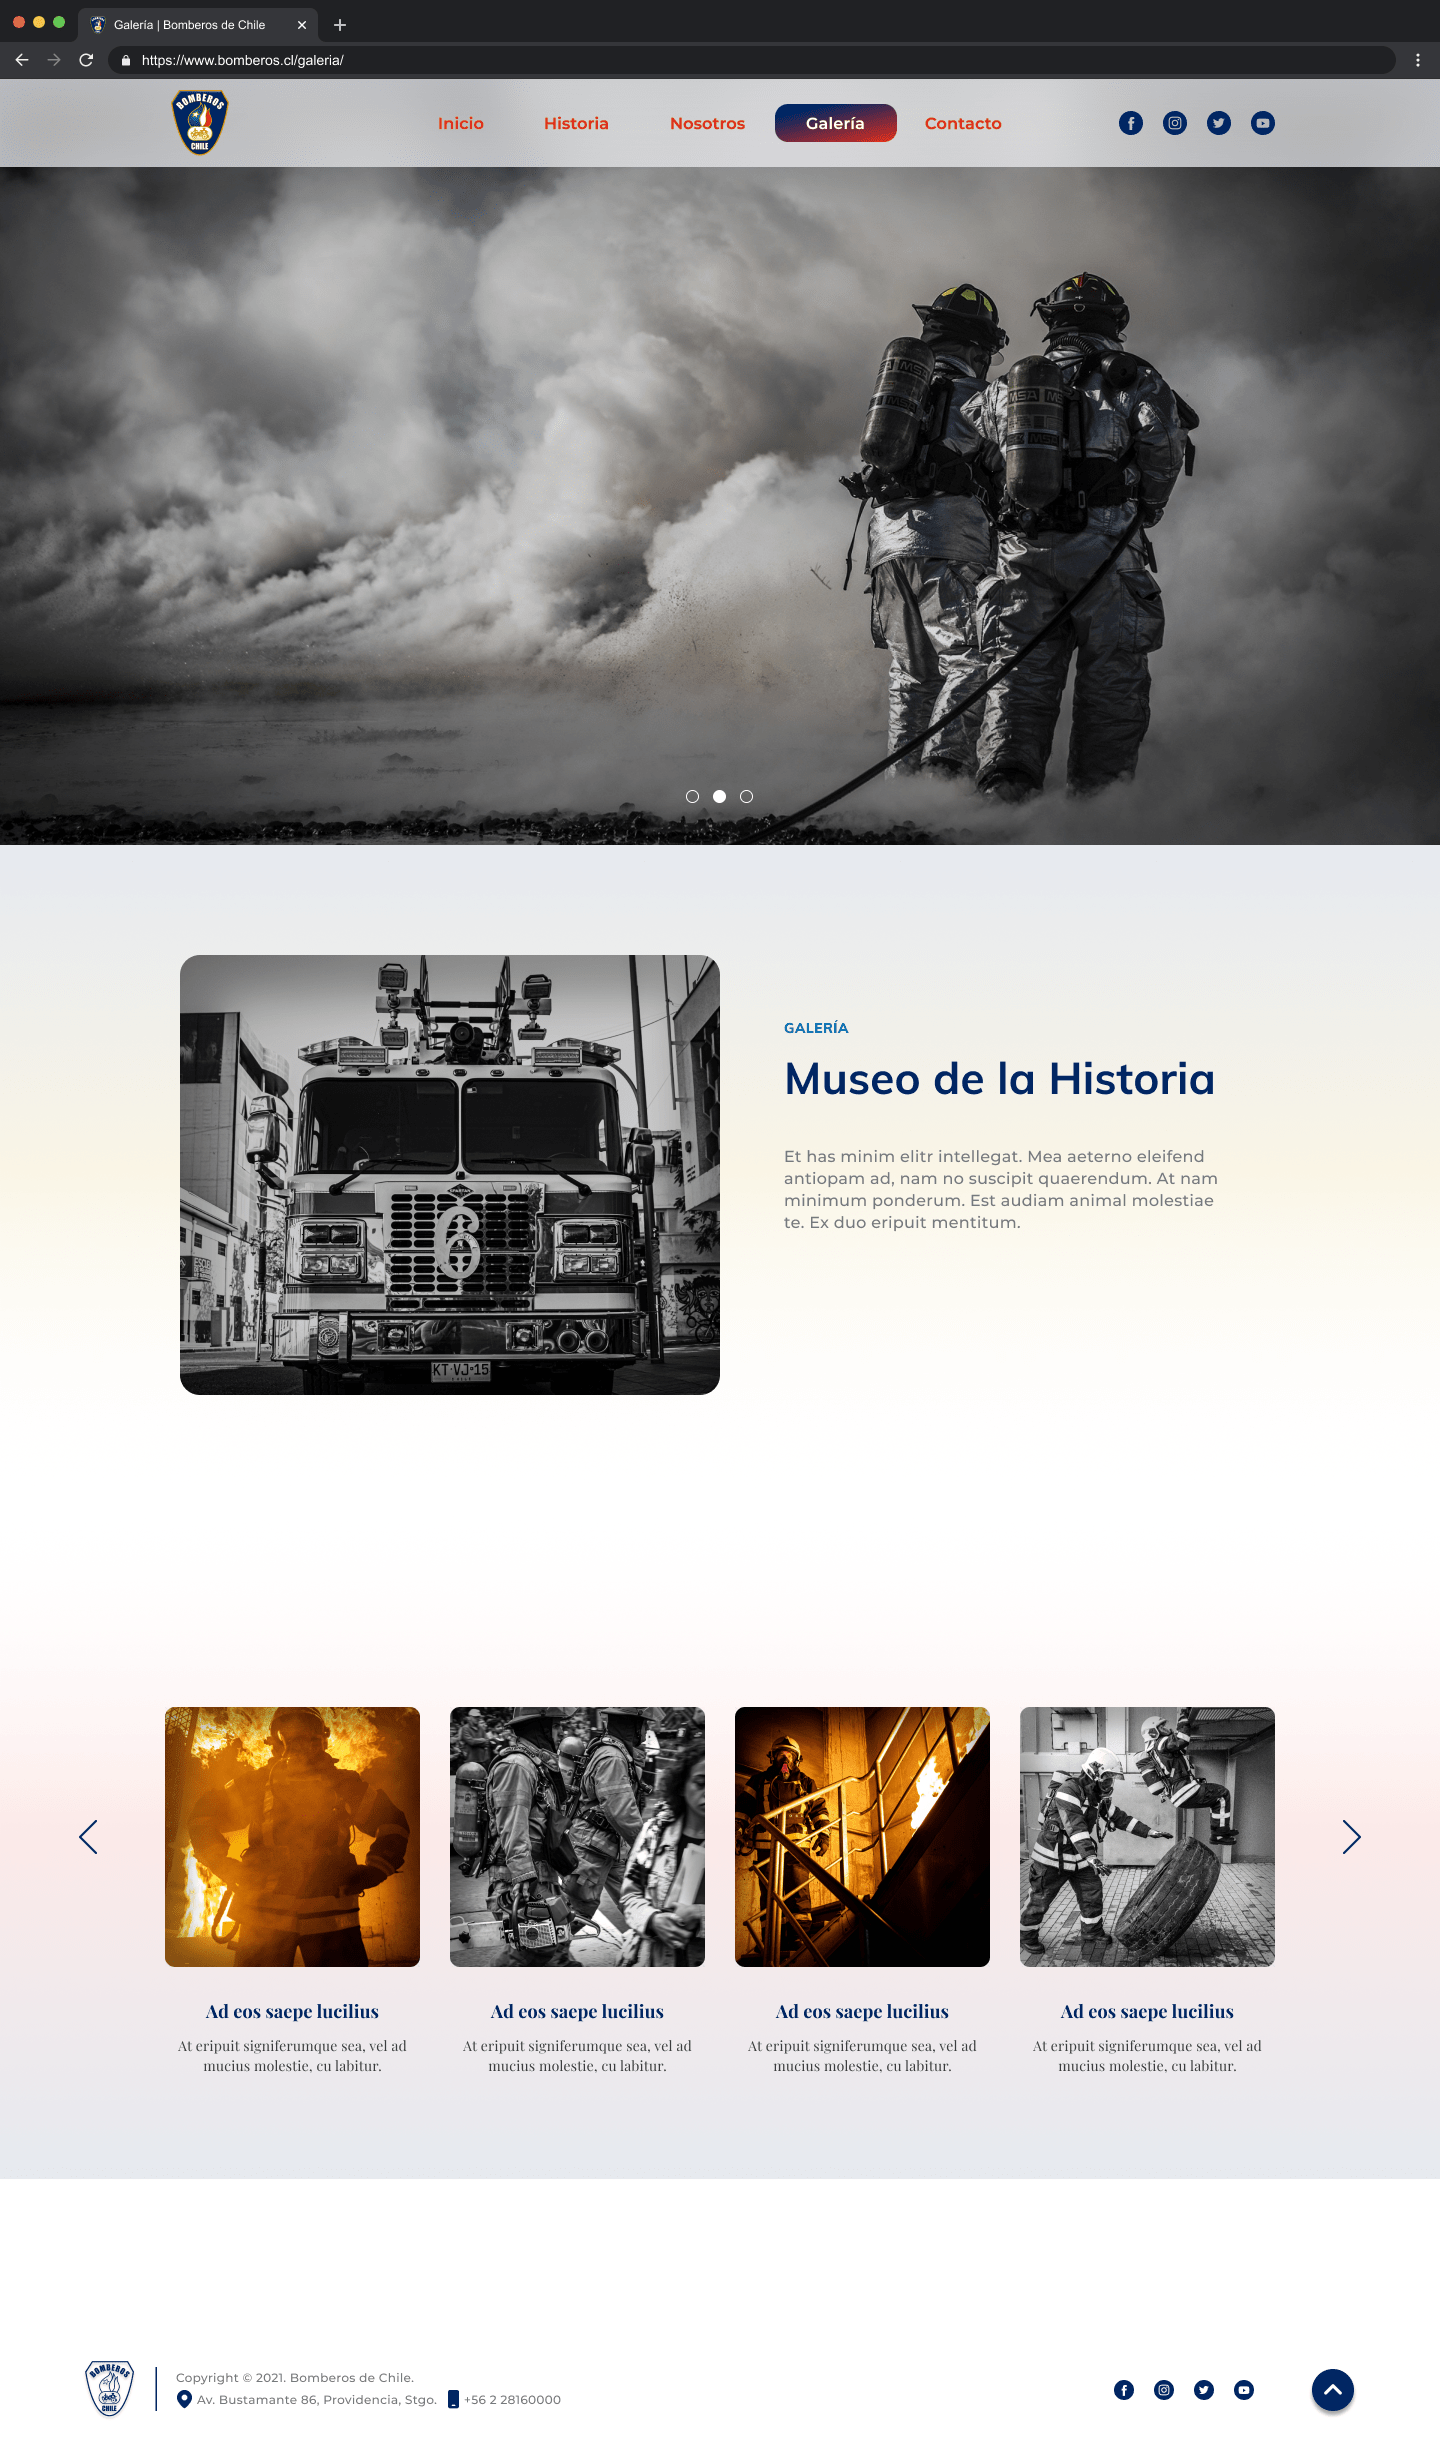 Galería | Bomberos de Chile
https://www.bomberos.cl/galeria/
BOMBEROS
CHILE
Inicio
Historia
Nosotros
Galería
Contacto
MSA
MSA
MSA
GALERÍA
Museo de la Historia
Et has minim elitr intellegat. Mea aeterno eleifend
antiopam ad, nam no suscipit quaerendum. At nam
minimum ponderum. Est audiam animal molestiae
te. Ex duo eripuit mentitum.
SPARTAN
6
KT·VJ·15
CHILE
Ad eos saepe lucilius
At eripuit signiferumque sea, vel ad
mucius molestie, cu labitur.
Ad eos saepe lucilius
At eripuit signiferumque sea, vel ad
mucius molestie, cu labitur.
Ad eos saepe lucilius
At eripuit signiferumque sea, vel ad
mucius molestie, cu labitur.
Ad eos saepe lucilius
At eripuit signiferumque sea, vel ad
mucius molestie, cu labitur.
BOMBEROS
CHILE
Copyright © 2021. Bomberos de Chile.
Av. Bustamante 86, Providencia, Stgo. +56 2 28160000